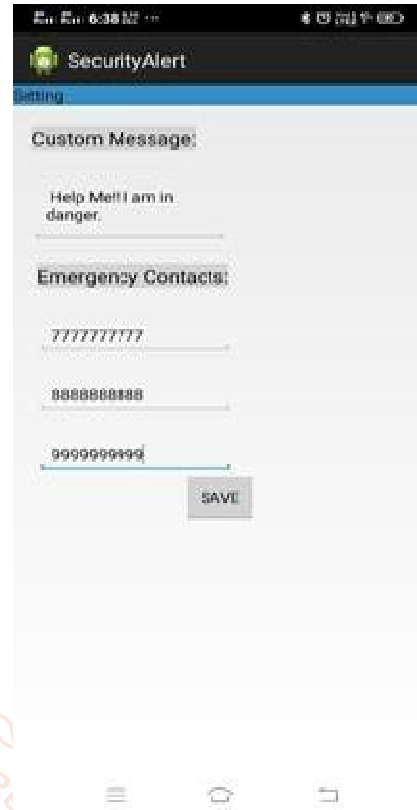 6:38
SecurityAlert
Setting
Custom Message:
Help Me!! I am in
danger.
Emergency Contacts:
7777777777
8888888888
9999999999
SAVE